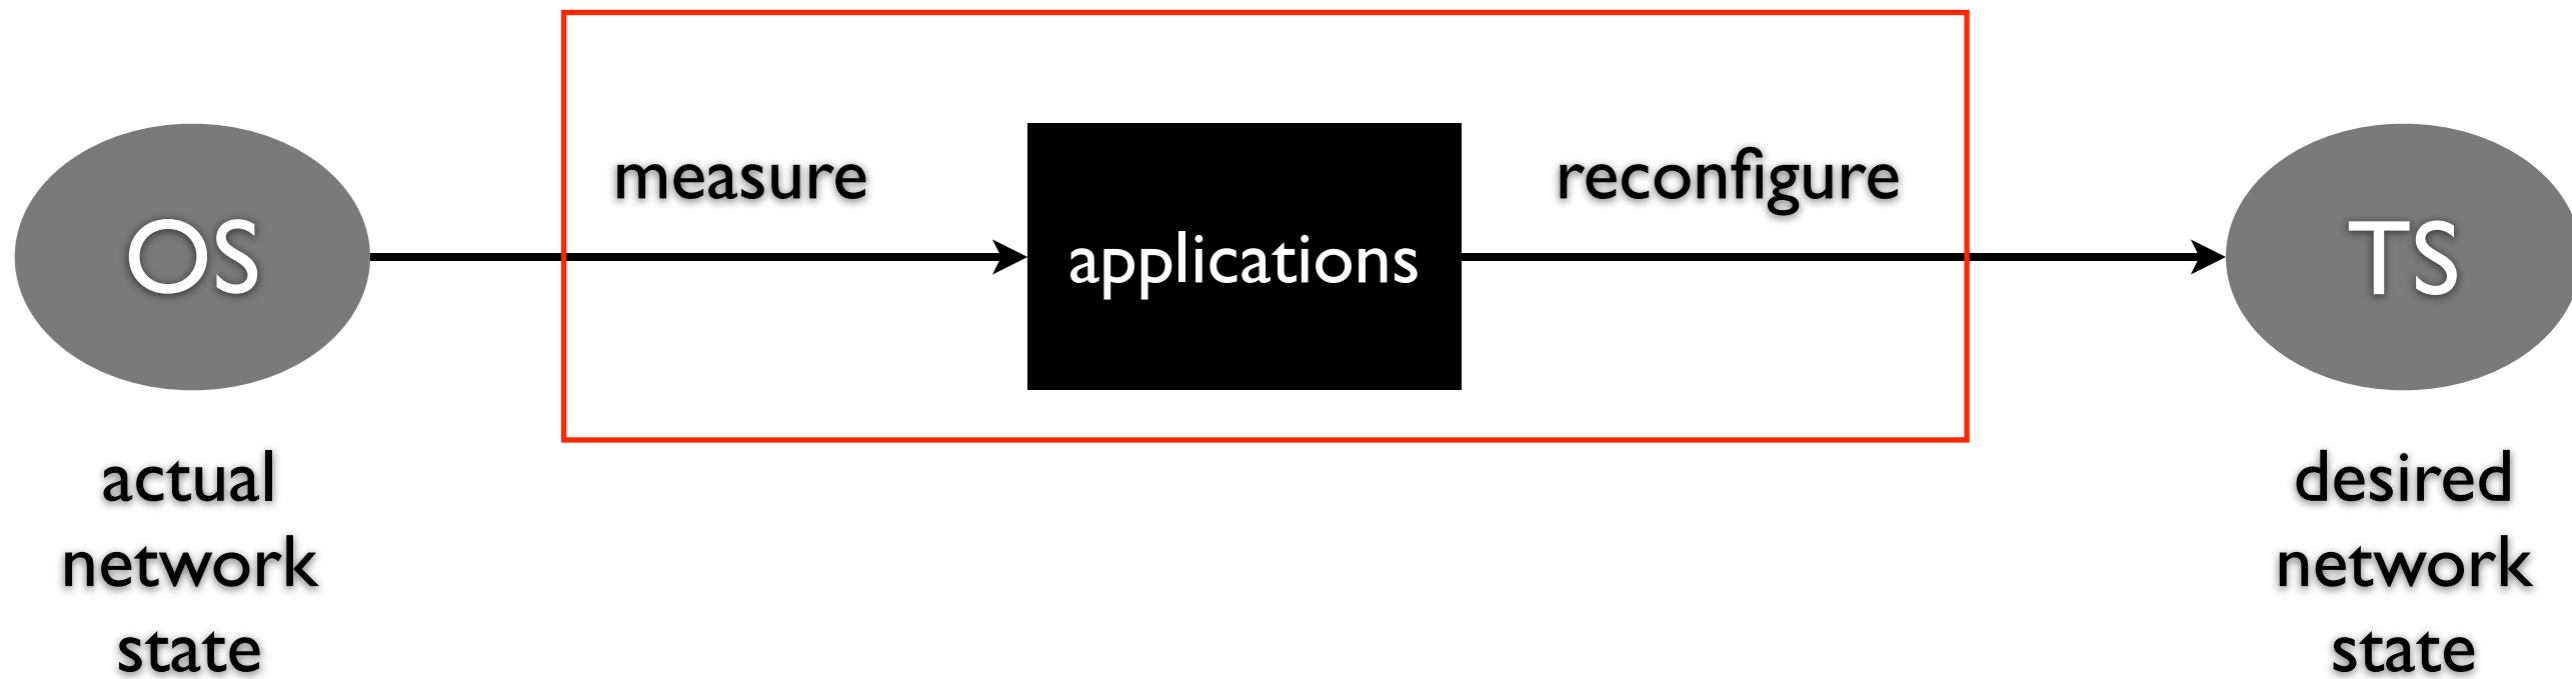 measure
reconfigure
OS
applications
TS
actual
network
state
desired
network
state